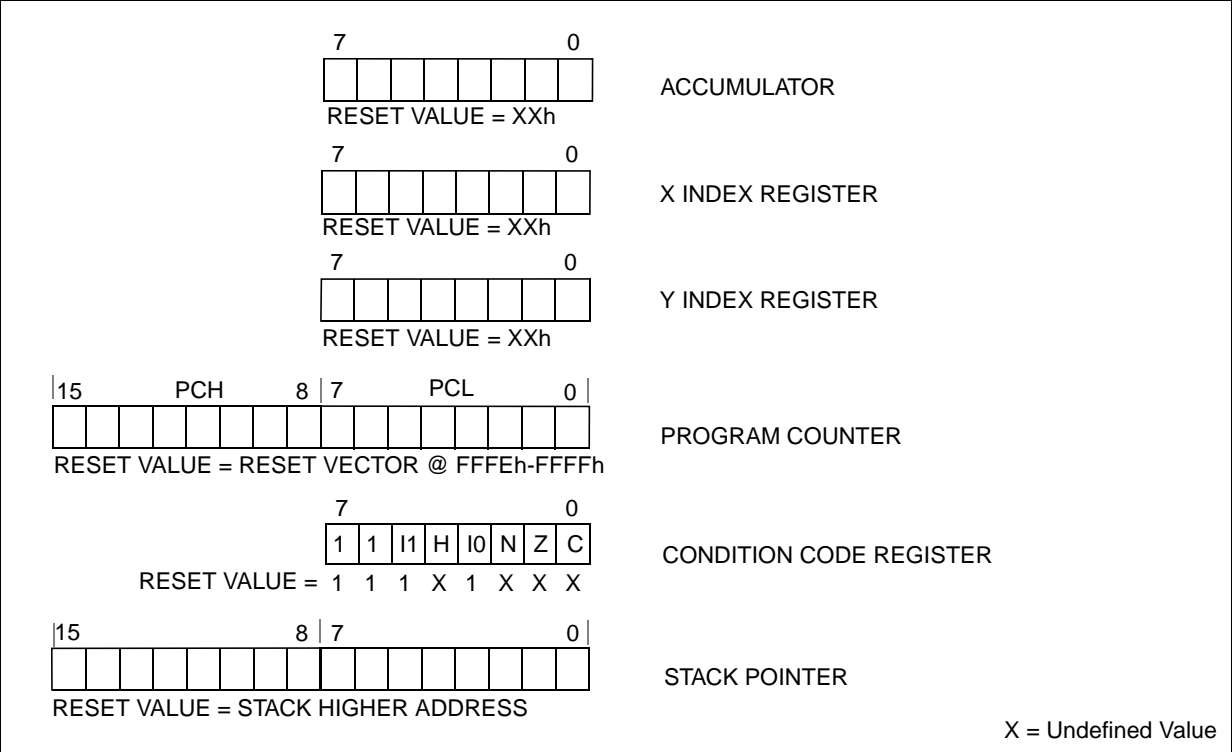 7 0
ACCUMULATOR
RESET VALUE = XXh
7 0
X INDEX REGISTER
RESET VALUE = XXh
7 0
Y INDEX REGISTER
RESET VALUE = XXh
15 PCH 8 7 PCL 0
PROGRAM COUNTER
RESET VALUE = RESET VECTOR @ FFFEh-FFFFh
7 0
1 1 I1 H I0 N Z C
CONDITION CODE REGISTER
RESET VALUE = 1 1 1 X 1 X X X
15 8 7 0
STACK POINTER
RESET VALUE = STACK HIGHER ADDRESS
X = Undefined Value